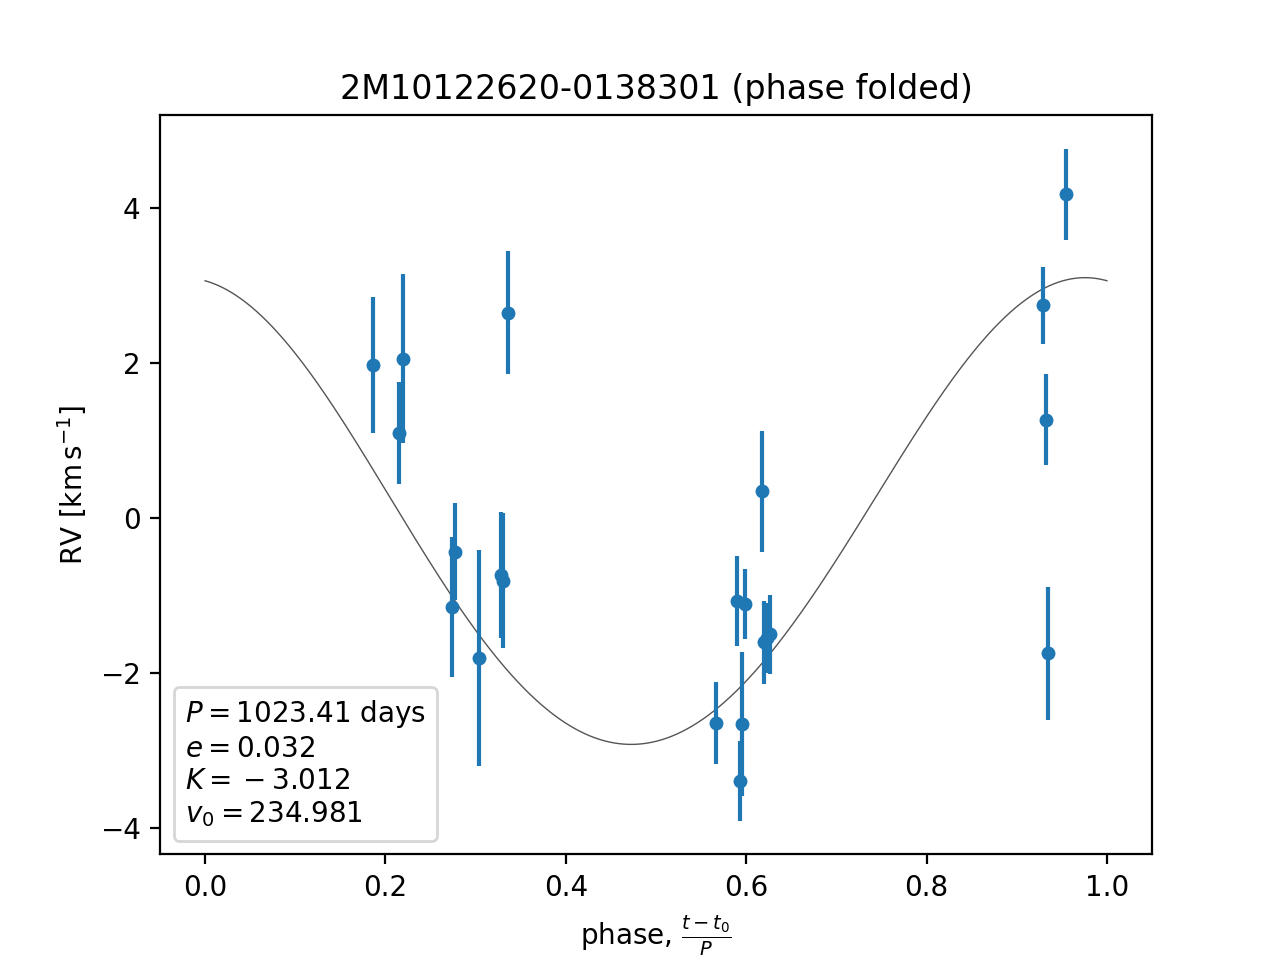 2M10122620-0138301 (phase folded)
RV [km s⁻¹]
4
2
0
−2
−4
P = 1023.41 days
e = 0.032
K = − 3.012
v₀ = 234.981
0.0 0.2 0.4 0.6 0.8 1.0
phase, (t − t₀)/P